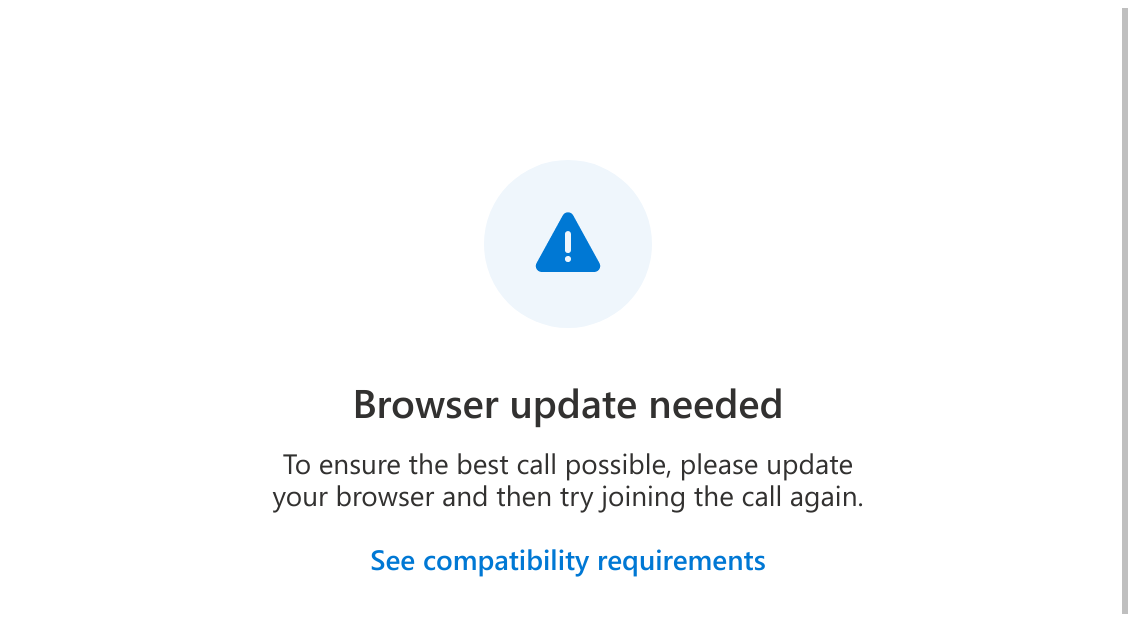 Browser update needed
To ensure the best call possible, please update
your browser and then try joining the call again.
See compatibility requirements